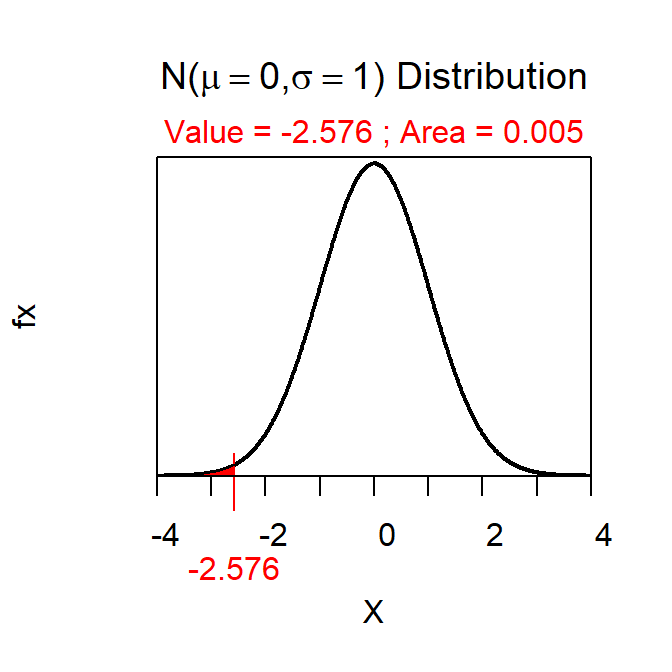 N(μ = 0,σ = 1) Distribution
Value = -2.576 ; Area = 0.005
fx
-4 -2 0 2 4
-2.576
X